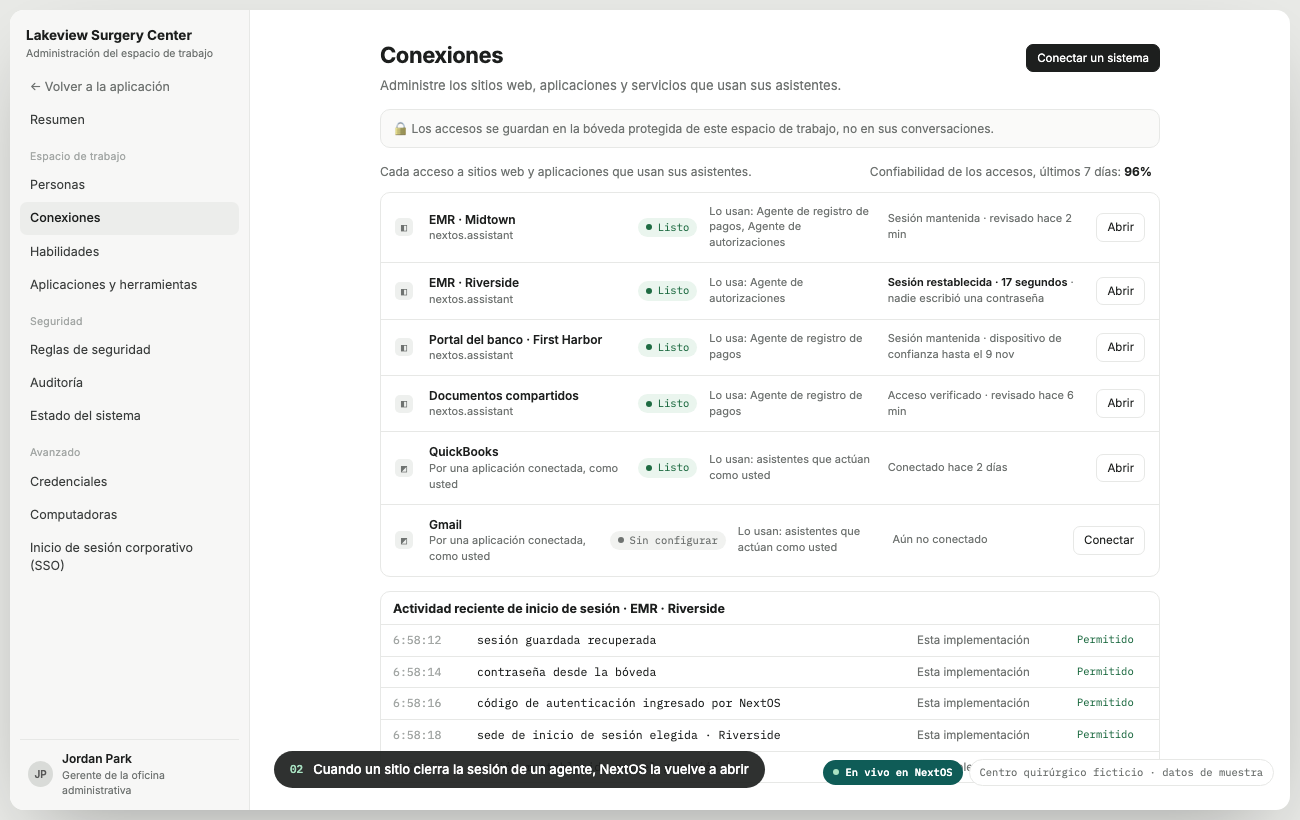 Lakeview Surgery Center
Administración del espacio de trabajo
← Volver a la aplicación
Resumen
Espacio de trabajo
Personas
Conexiones
Habilidades
Aplicaciones y herramientas
Seguridad
Reglas de seguridad
Auditoría
Estado del sistema
Avanzado
Credenciales
Computadoras
Inicio de sesión corporativo
(SSO)
JP
Jordan Park
Gerente de la oficina
administrativa
Conexiones
Conectar un sistema
Administre los sitios web, aplicaciones y servicios que usan sus asistentes.
🔒 Los accesos se guardan en la bóveda protegida de este espacio de trabajo, no en sus conversaciones.
Cada acceso a sitios web y aplicaciones que usan sus asistentes.
Confiabilidad de los accesos, últimos 7 días: 96%
EMR · Midtown
nextos.assistant
Listo
Lo usan: Agente de registro de
pagos, Agente de
autorizaciones
Sesión mantenida · revisado hace 2
min
Abrir
EMR · Riverside
nextos.assistant
Listo
Lo usa: Agente de
autorizaciones
Sesión restablecida · 17 segundos ·
nadie escribió una contraseña
Abrir
Portal del banco · First Harbor
nextos.assistant
Listo
Lo usa: Agente de registro de
pagos
Sesión mantenida · dispositivo de
confianza hasta el 9 nov
Abrir
Documentos compartidos
nextos.assistant
Listo
Lo usa: Agente de registro de
pagos
Acceso verificado · revisado hace 6
min
Abrir
QuickBooks
Por una aplicación conectada, como
usted
Listo
Lo usan: asistentes que actúan
como usted
Conectado hace 2 días
Abrir
Gmail
Por una aplicación conectada,
como usted
Sin configurar
Lo usan: asistentes que
actúan como usted
Aún no conectado
Conectar
Actividad reciente de inicio de sesión · EMR · Riverside
6:58:12 sesión guardada recuperada Esta implementación Permitido
6:58:14 contraseña desde la bóveda Esta implementación Permitido
6:58:16 código de autenticación ingresado por NextOS Esta implementación Permitido
6:58:18 sede de inicio de sesión elegida · Riverside Esta implementación Permitido
02 Cuando un sitio cierra la sesión de un agente, NextOS la vuelve a abrir
En vivo en NextOS
Centro quirúrgico ficticio · datos de muestra